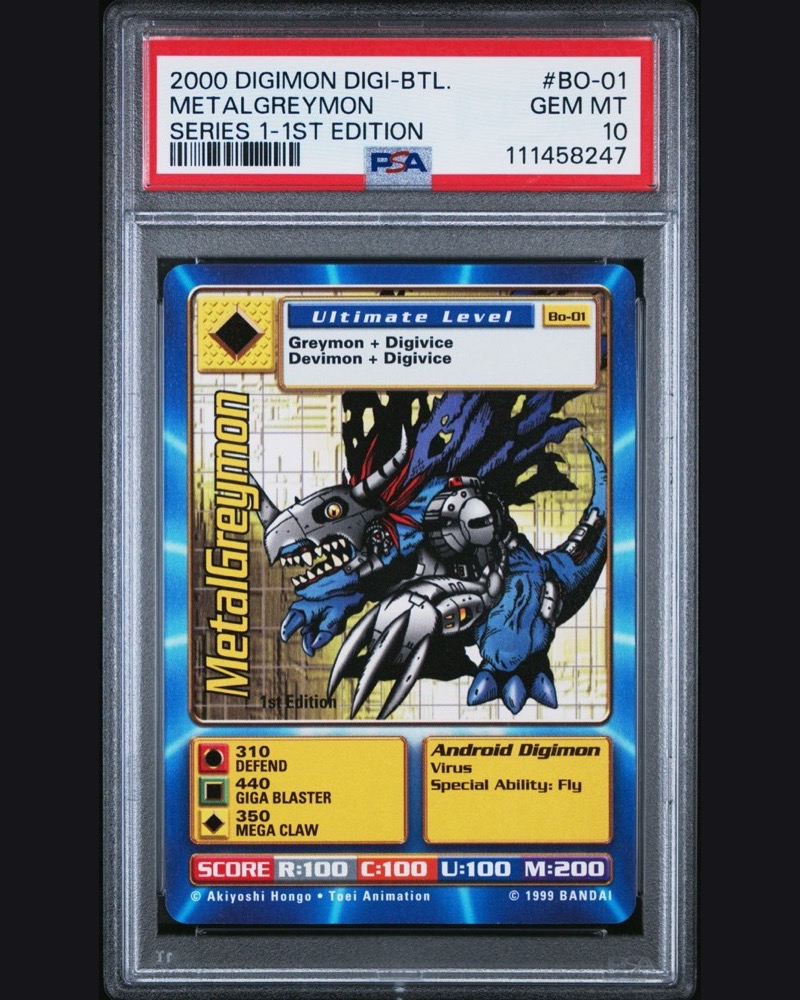 2000 DIGIMON DIGI-BTL. #BO-01
METALGREYMON GEM MT
SERIES 1-1ST EDITION 10
PSA 111458247
Ultimate Level Bo-01
Greymon + Digivice
Devimon + Digivice
MetalGreymon
1st Edition
310
DEFEND
440
GIGA BLASTER
350
MEGA CLAW
Android Digimon
Virus
Special Ability: Fly
SCORE R:100 C:100 U:100 M:200
© Akiyoshi Hongo • Toei Animation © 1999 BANDAI
PSA